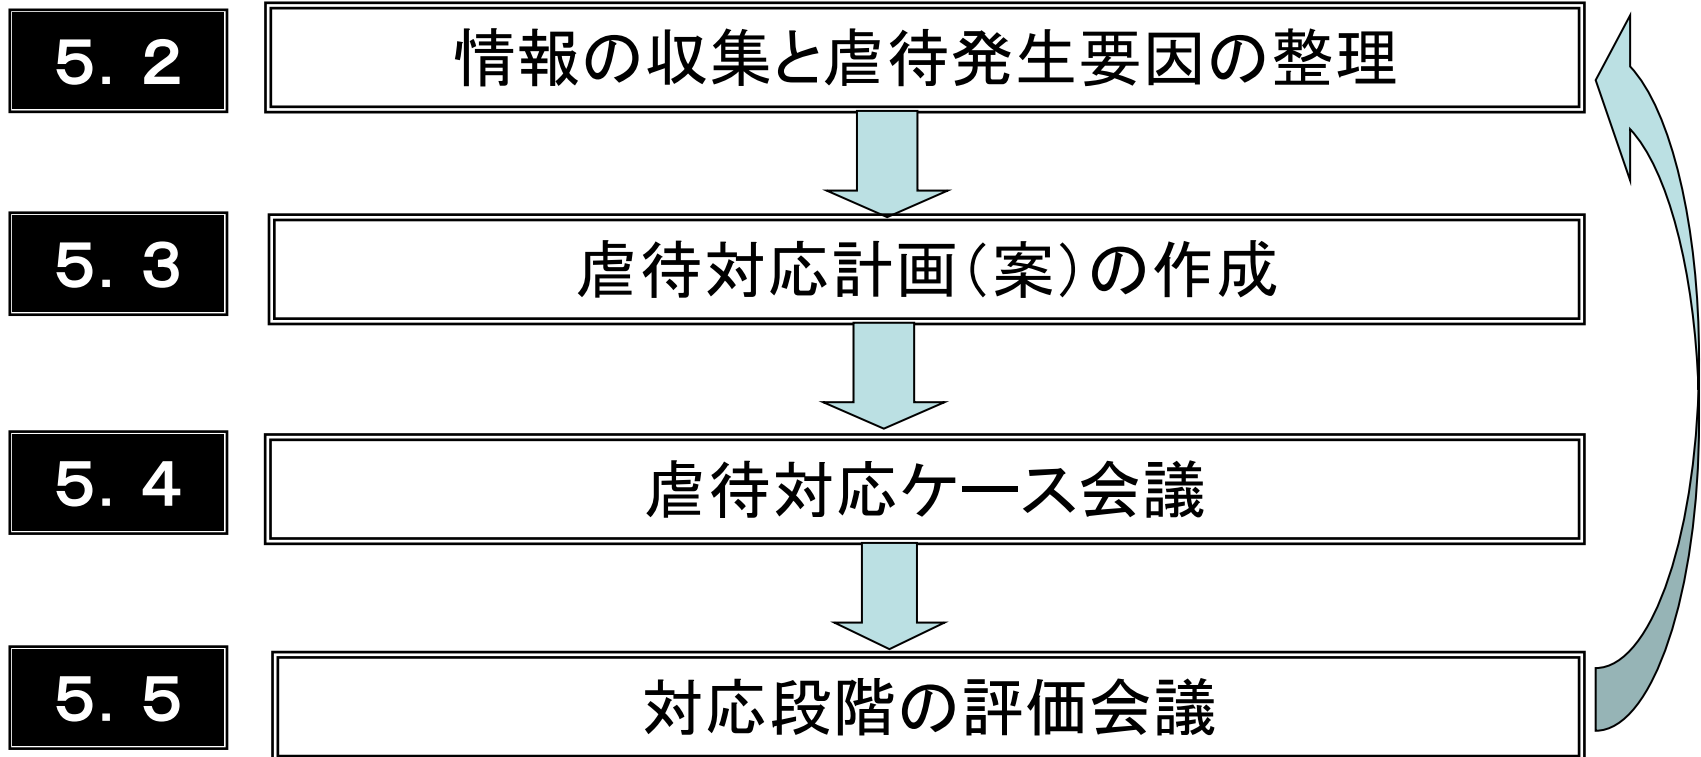 ５．２
情報の収集と虐待発生要因の整理
５．３
虐待対応計画（案）の作成
５．４
虐待対応ケース会議
５．５
対応段階の評価会議